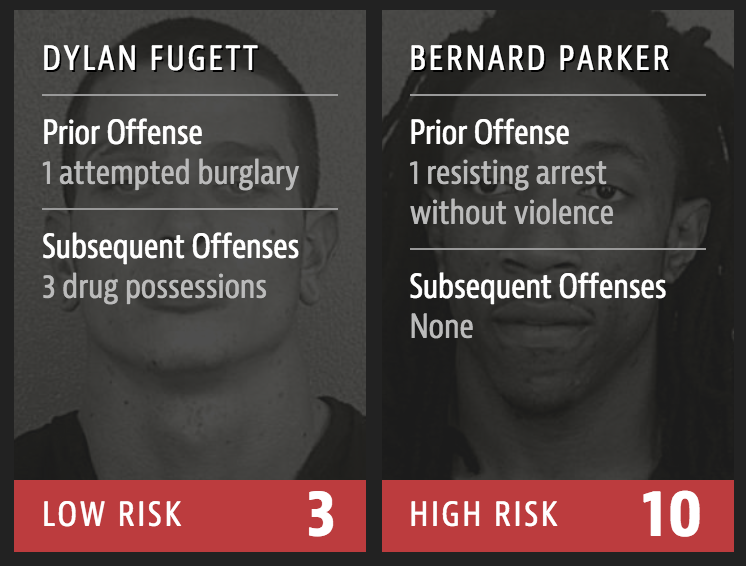 DYLAN FUGETT
Prior Offense
1 attempted burglary
Subsequent Offenses
3 drug possessions
LOW RISK 3
BERNARD PARKER
Prior Offense
1 resisting arrest
without violence
Subsequent Offenses
None
HIGH RISK 10